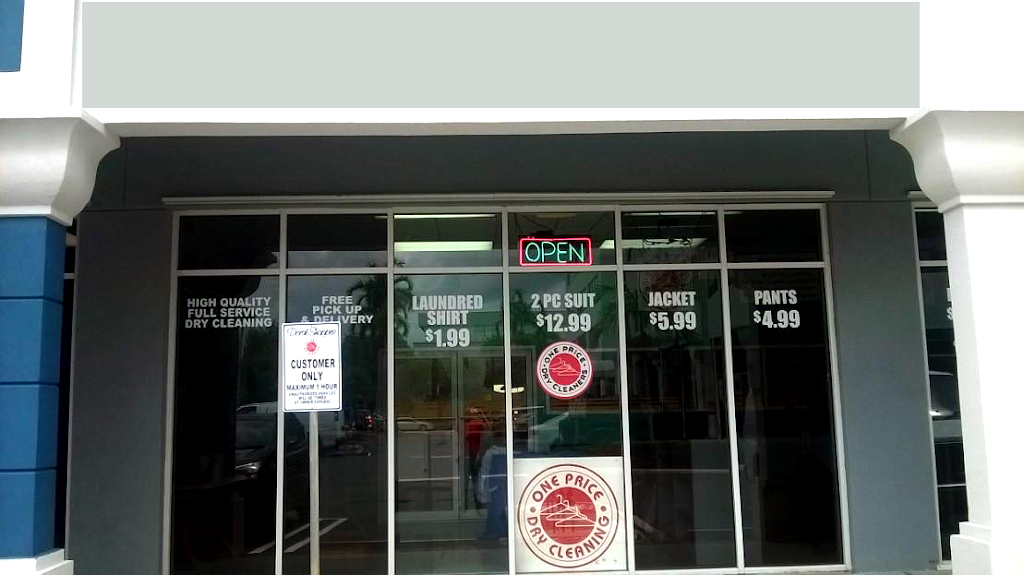 OPEN
HIGH QUALITY
FULL SERVICE
DRY CLEANING
FREE
PICK UP
& DELIVERY
LAUNDRED
SHIRT
$1.99
2 PC SUIT
$12.99
JACKET
$5.99
PANTS
$4.99
ONE PRICE
DRY CLEANERS
CUSTOMER
ONLY
MAXIMUM 1 HOUR
ONE PRICE
DRY CLEANING